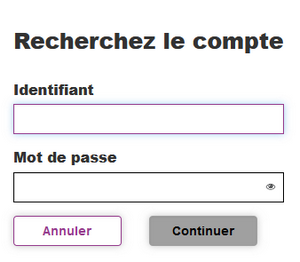 Recherchez le compte
Identifiant
Mot de passe
Annuler
Continuer